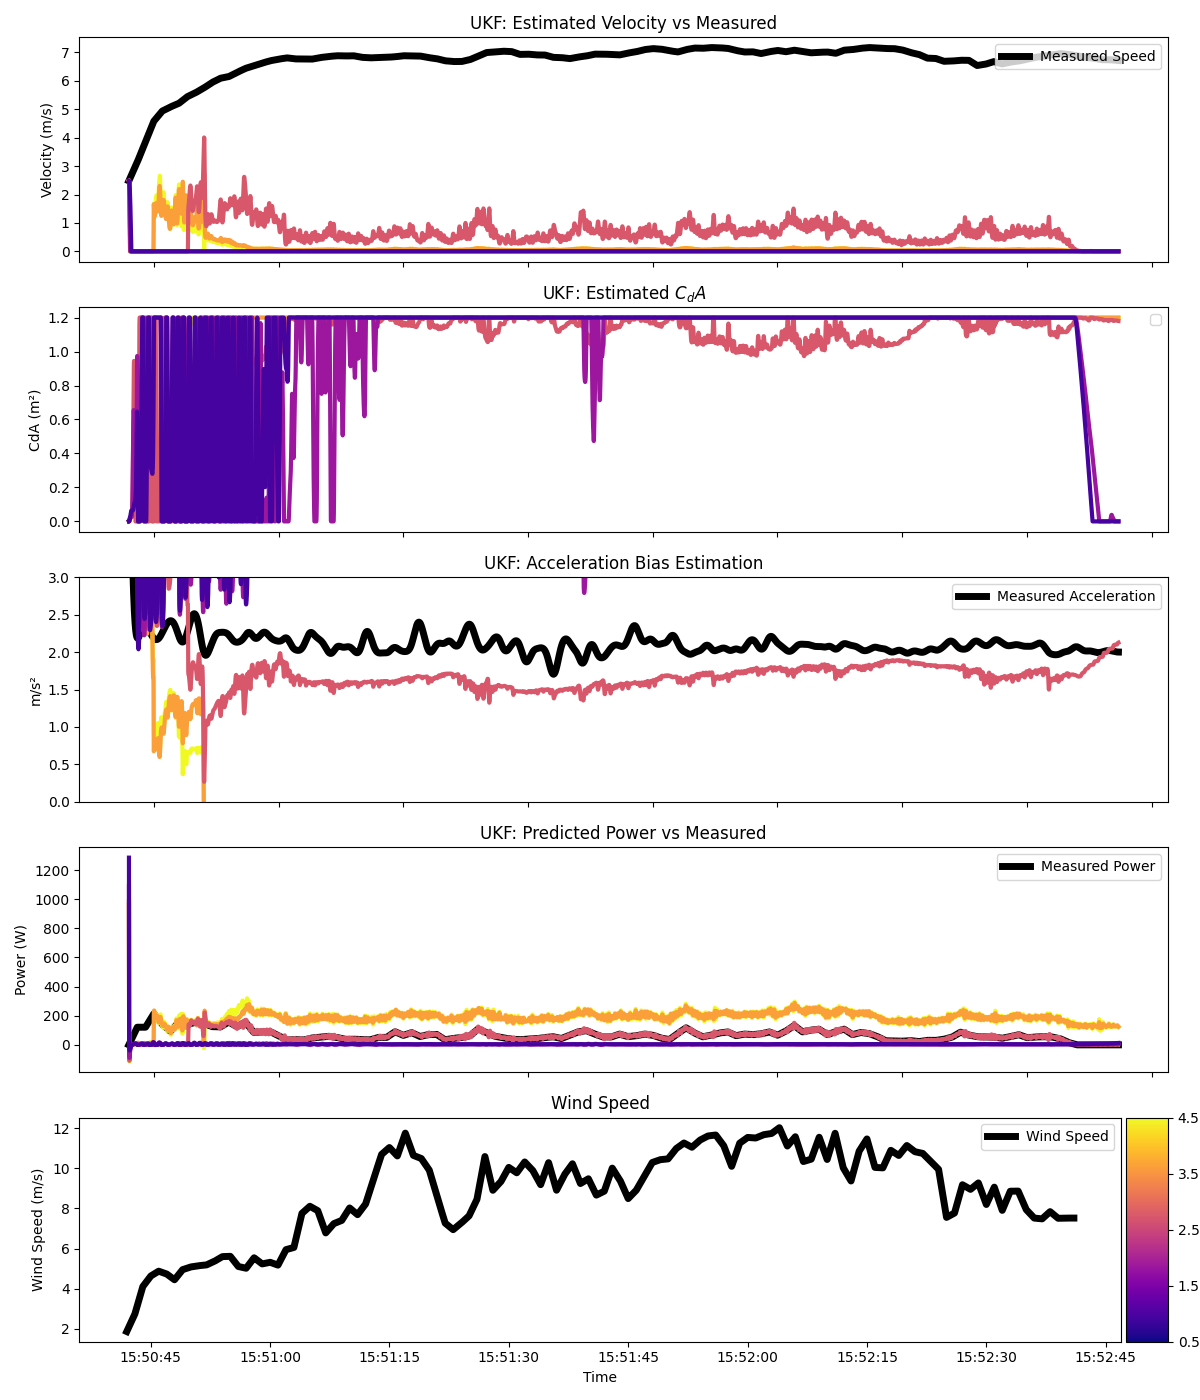 UKF: Estimated Velocity vs Measured
Velocity (m/s)
7
6
5
4
3
2
1
0
Measured Speed
UKF: Estimated CdA
CdA (m²)
1.2
1.0
0.8
0.6
0.4
0.2
0.0
UKF: Acceleration Bias Estimation
m/s²
3.0
2.5
2.0
1.5
1.0
0.5
0.0
Measured Acceleration
UKF: Predicted Power vs Measured
Power (W)
1200
1000
800
600
400
200
0
Measured Power
Wind Speed
Wind Speed (m/s)
12
10
8
6
4
2
Wind Speed
4.5
3.5
2.5
1.5
0.5
15:50:45 15:51:00 15:51:15 15:51:30 15:51:45 15:52:00 15:52:15 15:52:30 15:52:45
Time